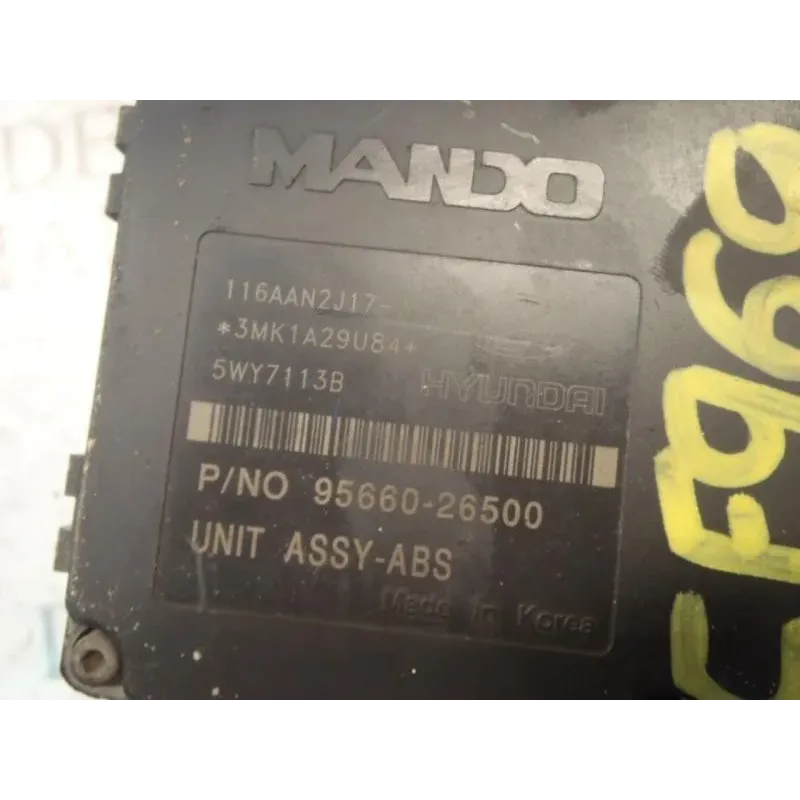 MANDO
116AAN2J17-
*3MK1A29U84+
5WY7113B HYUNDAI
P/NO 95660-26500
UNIT ASSY-ABS
Made in Korea